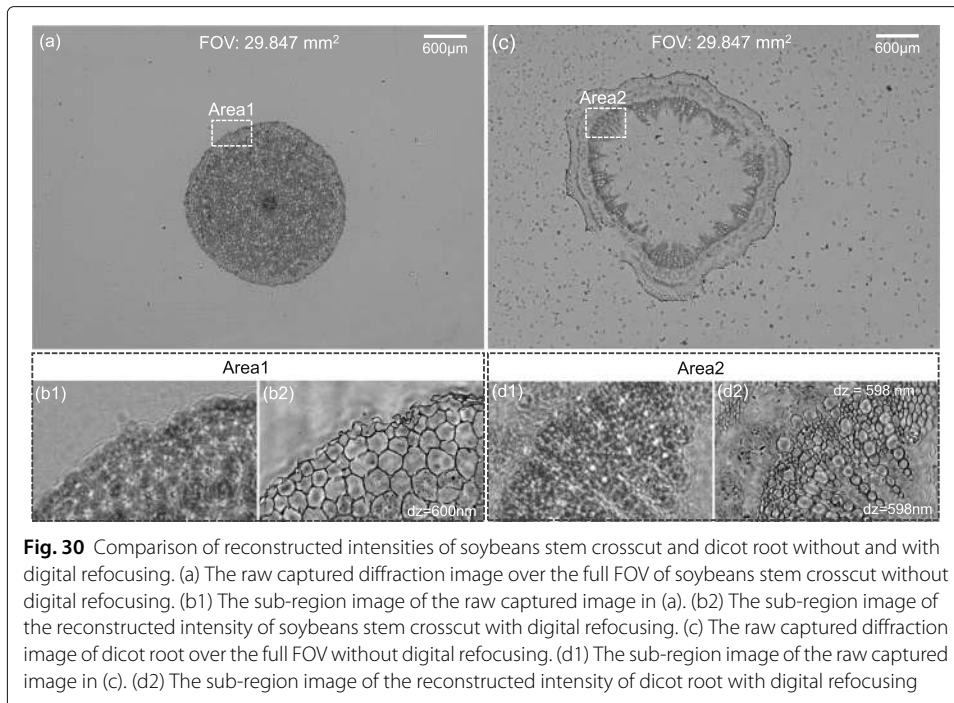 (a) FOV: 29.847 mm² 600μm
(c) FOV: 29.847 mm² 600μm
Area1
Area2
Area1
Area2
(b1)
(b2)
dz=600nm
(d1)
(d2)
dz = 598 nm
dz=598nm
Fig. 30 Comparison of reconstructed intensities of soybeans stem crosscut and dicot root without and with
digital refocusing. (a) The raw captured diffraction image over the full FOV of soybeans stem crosscut without
digital refocusing. (b1) The sub-region image of the raw captured image in (a). (b2) The sub-region image of
the reconstructed intensity of soybeans stem crosscut with digital refocusing. (c) The raw captured diffraction
image of dicot root over the full FOV without digital refocusing. (d1) The sub-region image of the raw captured
image in (c). (d2) The sub-region image of the reconstructed intensity of dicot root with digital refocusing